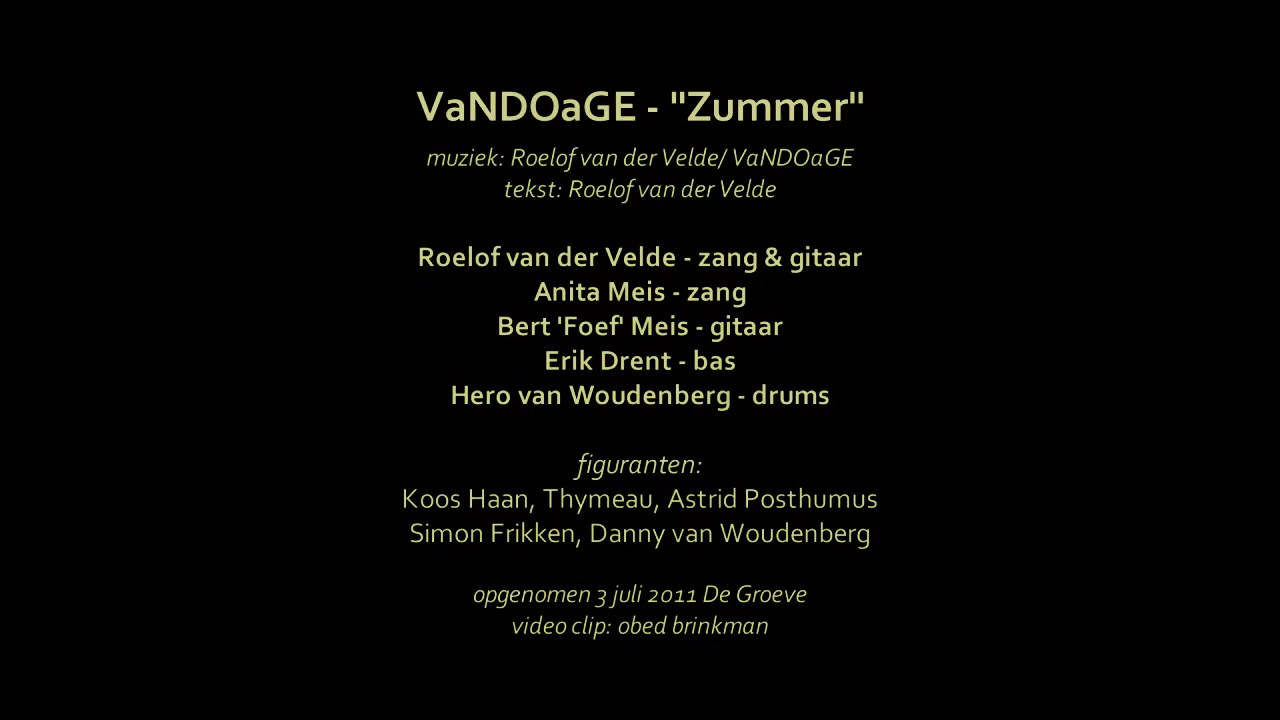 VaNDOaGE - "Zummer"
muziek: Roelof van der Velde/ VaNDOaGE
tekst: Roelof van der Velde
Roelof van der Velde - zang & gitaar
Anita Meis - zang
Bert 'Foef' Meis - gitaar
Erik Drent - bas
Hero van Woudenberg - drums
figuranten:
Koos Haan, Thymeau, Astrid Posthumus
Simon Frikken, Danny van Woudenberg
opgenomen 3 juli 2011 De Groeve
video clip: obed brinkman